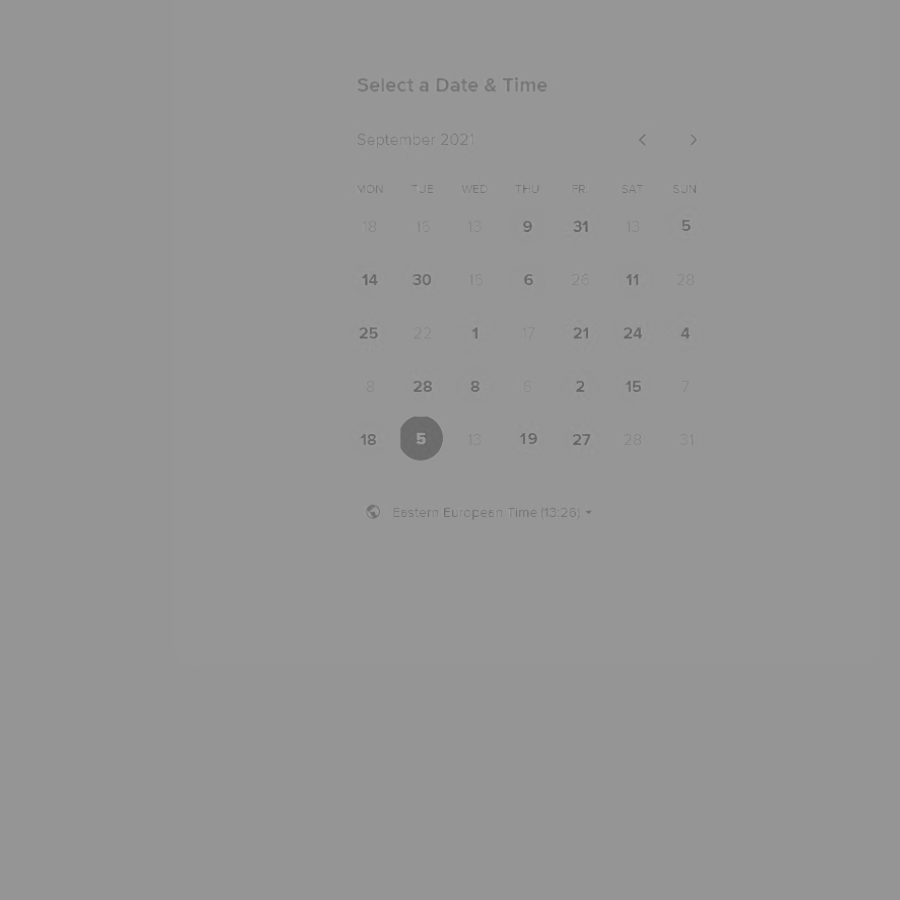 Select a Date & Time
September 2021
MON TUE WED THU FRI SAT SUN
18 15 13 9 31 13 5
14 30 16 6 26 11 28
25 22 1 17 21 24 4
8 28 8 6 2 15 7
18 5 13 19 27 28 31
Eastern European Time (13:26)